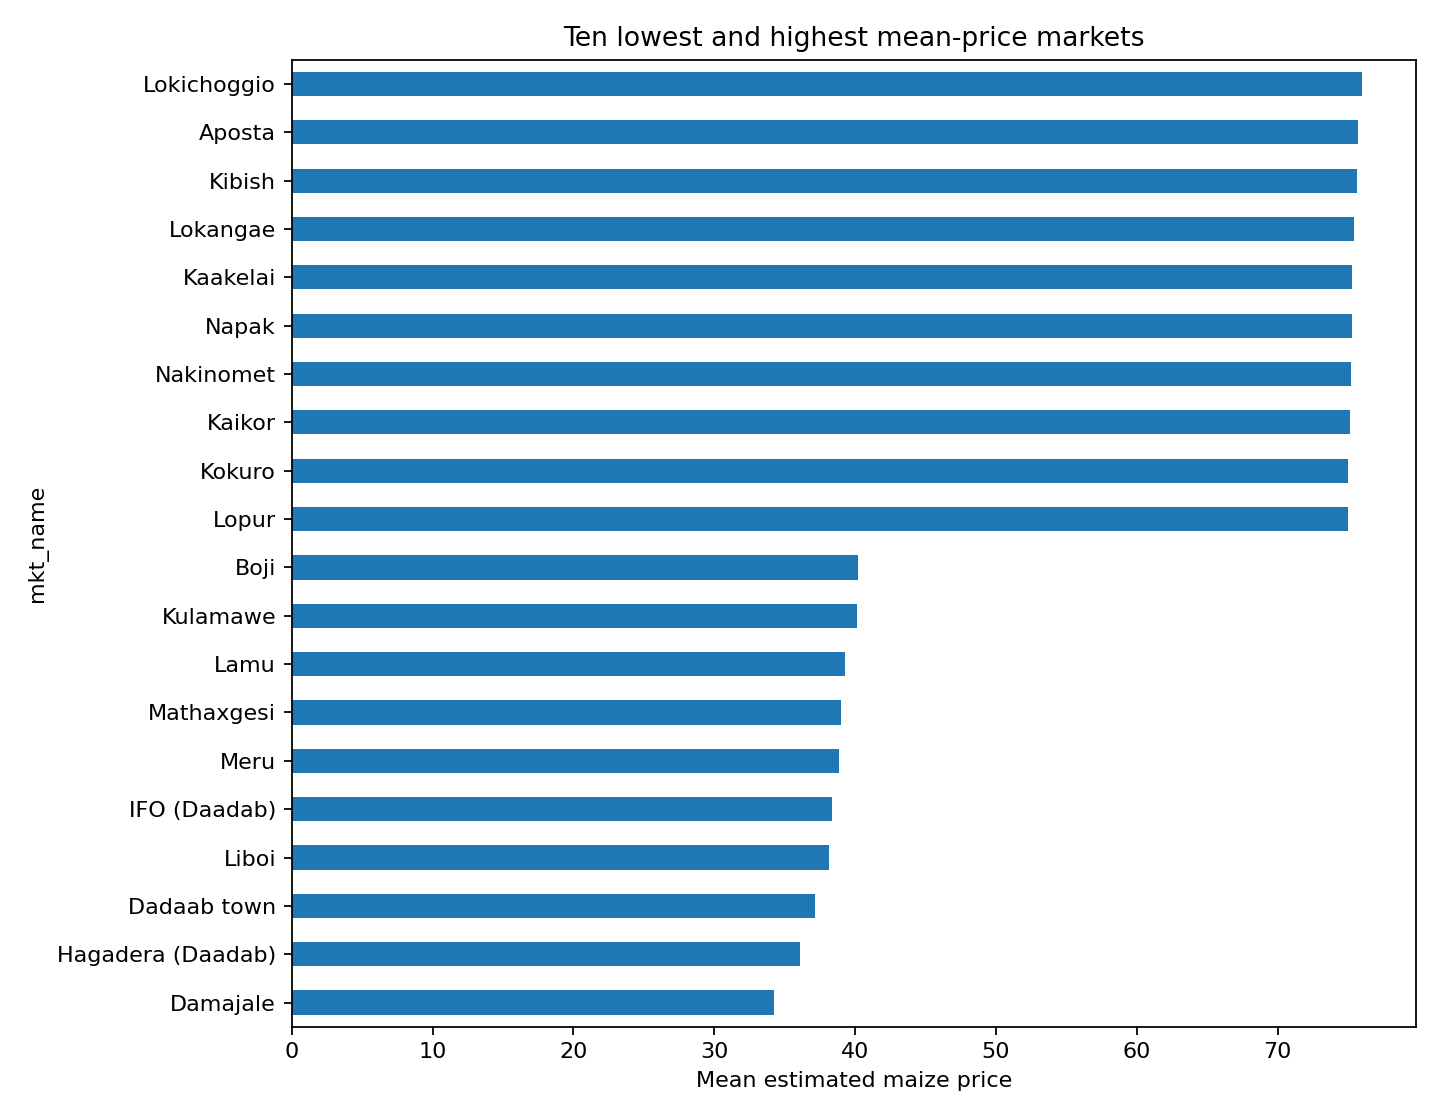 Ten lowest and highest mean-price markets
Lokichoggio
Aposta
Kibish
Lokangae
Kaakelai
Napak
Nakinomet
Kaikor
Kokuro
Lopur
Boji
Kulamawe
Lamu
Mathaxgesi
Meru
IFO (Daadab)
Liboi
Dadaab town
Hagadera (Daadab)
Damajale
mkt_name
0 10 20 30 40 50 60 70
Mean estimated maize price